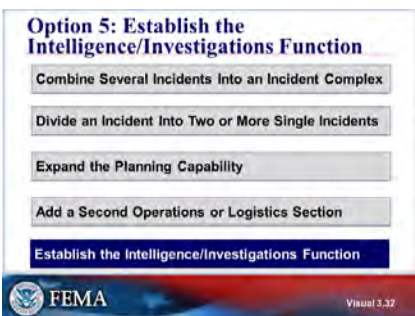 Option 5: Establish the
Intelligence/Investigations Function
Combine Several Incidents Into an Incident Complex
Divide an Incident Into Two or More Single Incidents
Expand the Planning Capability
Add a Second Operations or Logistics Section
Establish the Intelligence/Investigations Function
FEMA
Visual 3.32